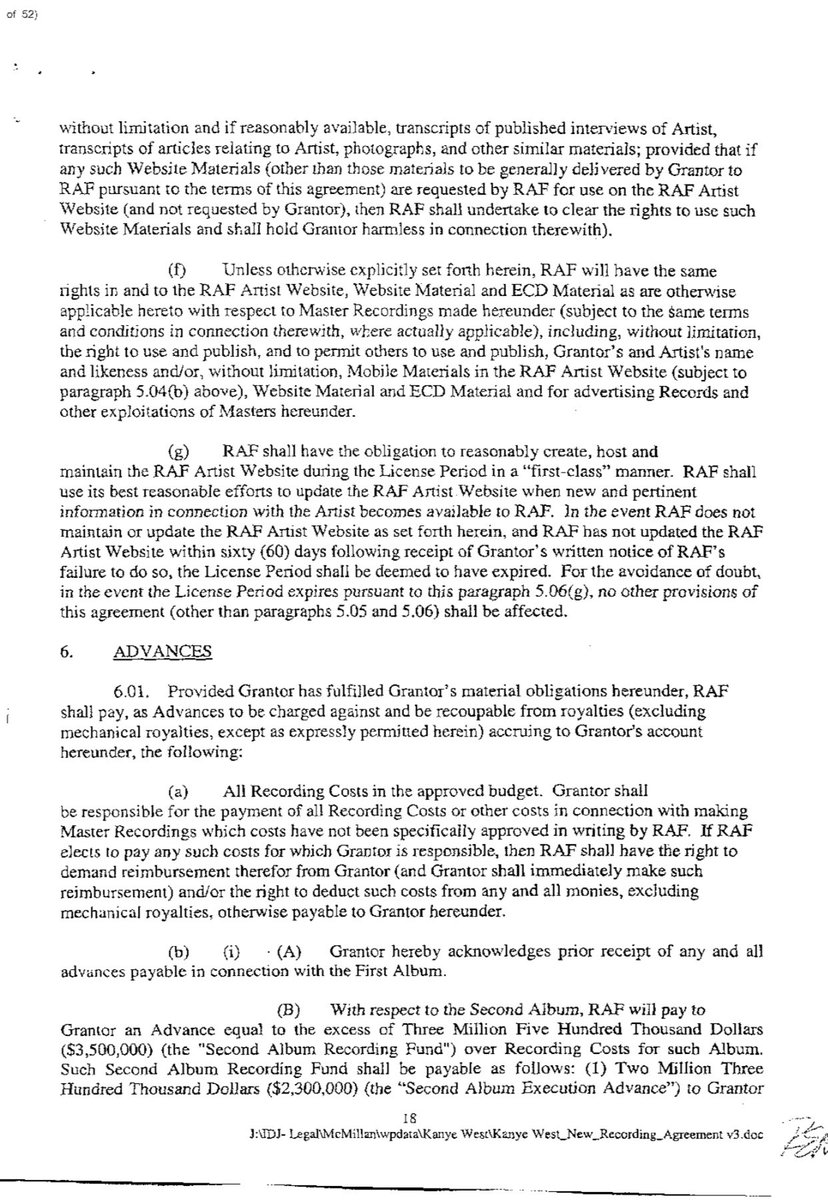 of 52)
without limitation and if reasonably available, transcripts of published interviews of Artist,
transcripts of articles relating to Artist, photographs, and other similar materials; provided that if
any such Website Materials (other than those materials to be generally delivered by Grantor to
RAF pursuant to the terms of this agreement) are requested by RAF for use on the RAF Artist
Website (and not requested by Grantor), then RAF shall undertake to clear the rights to use such
Website Materials and shall hold Grantor harmless in connection therewith).
(f) Unless otherwise explicitly set forth herein, RAF will have the same
rights in and to the RAF Artist Website, Website Material and ECD Material as are otherwise
applicable hereto with respect to Master Recordings made hereunder (subject to the same terms
and conditions in connection therewith, where actually applicable), including, without limitation,
the right to use and publish, and to permit others to use and publish, Grantor's and Artist's name
and likeness and/or, without limitation, Mobile Materials in the RAF Artist Website (subject to
paragraph 5.04(b) above), Website Material and ECD Material and for advertising Records and
other exploitations of Masters hereunder.
(g) RAF shall have the obligation to reasonably create, host and
maintain the RAF Artist Website during the License Period in a "first-class" manner. RAF shall
use its best reasonable efforts to update the RAF Artist Website when new and pertinent
information in connection with the Artist becomes available to RAF. In the event RAF does not
maintain or update the RAF Artist Website as set forth herein, and RAF has not updated the RAF
Artist Website within sixty (60) days following receipt of Grantor's written notice of RAF's
failure to do so, the License Period shall be deemed to have expired. For the avoidance of doubt,
in the event the License Period expires pursuant to this paragraph 5.06(g), no other provisions of
this agreement (other than paragraphs 5.05 and 5.06) shall be affected.
6. ADVANCES
6.01. Provided Grantor has fulfilled Grantor's material obligations hereunder, RAF
shall pay, as Advances to be charged against and be recoupable from royalties (excluding
mechanical royalties, except as expressly permitted herein) accruing to Grantor's account
hereunder, the following:
(a) All Recording Costs in the approved budget. Grantor shall
be responsible for the payment of all Recording Costs or other costs in connection with making
Master Recordings which costs have not been specifically approved in writing by RAF. If RAF
elects to pay any such costs for which Grantor is responsible, then RAF shall have the right to
demand reimbursement therefor from Grantor (and Grantor shall immediately make such
reimbursement) and/or the right to deduct such costs from any and all monies, excluding
mechanical royalties, otherwise payable to Grantor hereunder.
(b) (i) (A) Grantor hereby acknowledges prior receipt of any and all
advances payable in connection with the First Album.
(B) With respect to the Second Album, RAF will pay to
Grantor an Advance equal to the excess of Three Million Five Hundred Thousand Dollars
($3,500,000) (the "Second Album Recording Fund") over Recording Costs for such Album.
Such Second Album Recording Fund shall be payable as follows: (1) Two Million Three
Hundred Thousand Dollars ($2,300,000) (the "Second Album Execution Advance") to Grantor
18
J:\IDJ- Legal\McMillan\wpdata\Kanye West\Kanye West_New_Recording_Agreement v3.doc